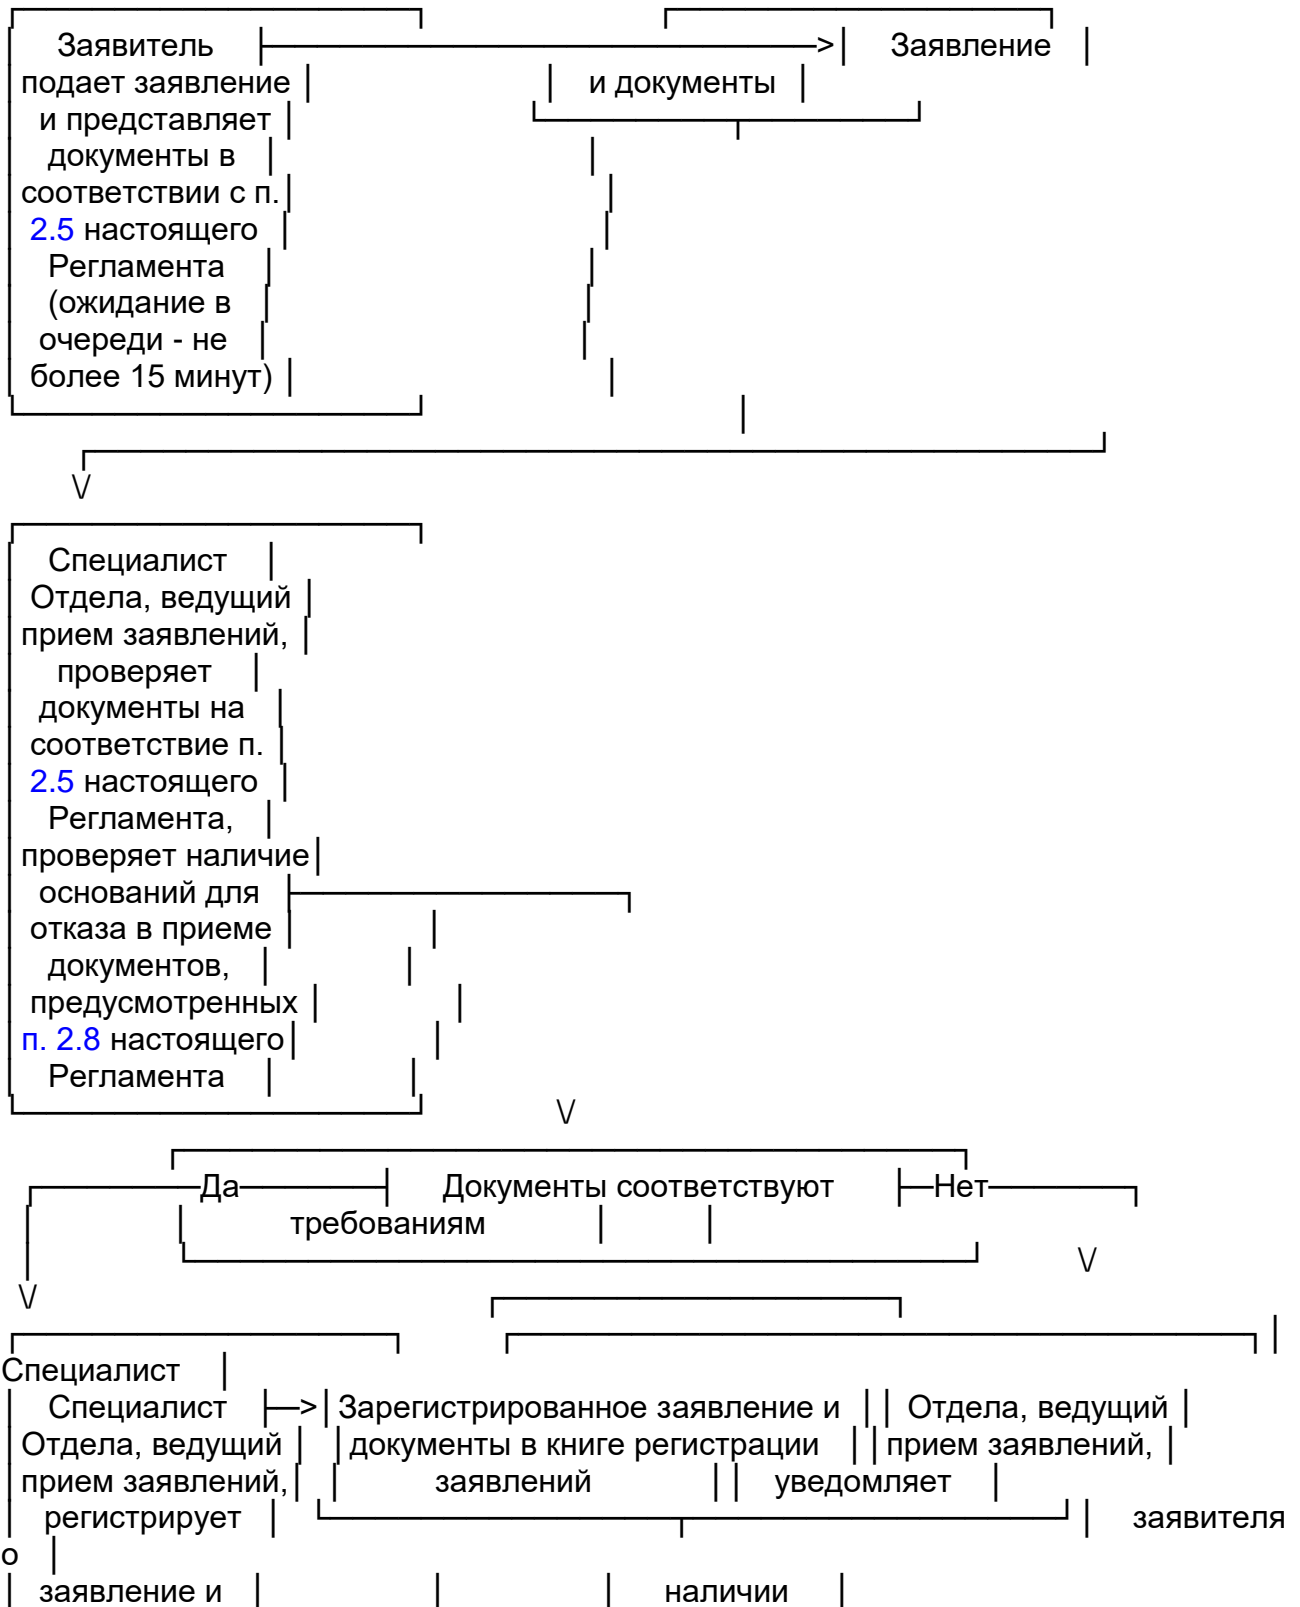 Заявитель > Заявление
подает заявление и документы
и представляет
документы в
соответствии с п.
2.5 настоящего
Регламента
(ожидание в
очереди - не
более 15 минут)
\/
Специалист
Отдела, ведущий
прием заявлений,
проверяет
документы на
соответствие п.
2.5 настоящего
Регламента,
проверяет наличие
оснований для
отказа в приеме
документов,
предусмотренных
п. 2.8 настоящего
Регламента
\/
Да Документы соответствуют Нет
требованиям
\/
\/
Специалист
Специалист > Зарегистрированное заявление и Отдела, ведущий
Отдела, ведущий документы в книге регистрации прием заявлений,
прием заявлений, заявлений уведомляет
регистрирует заявителя
о
заявление и наличии